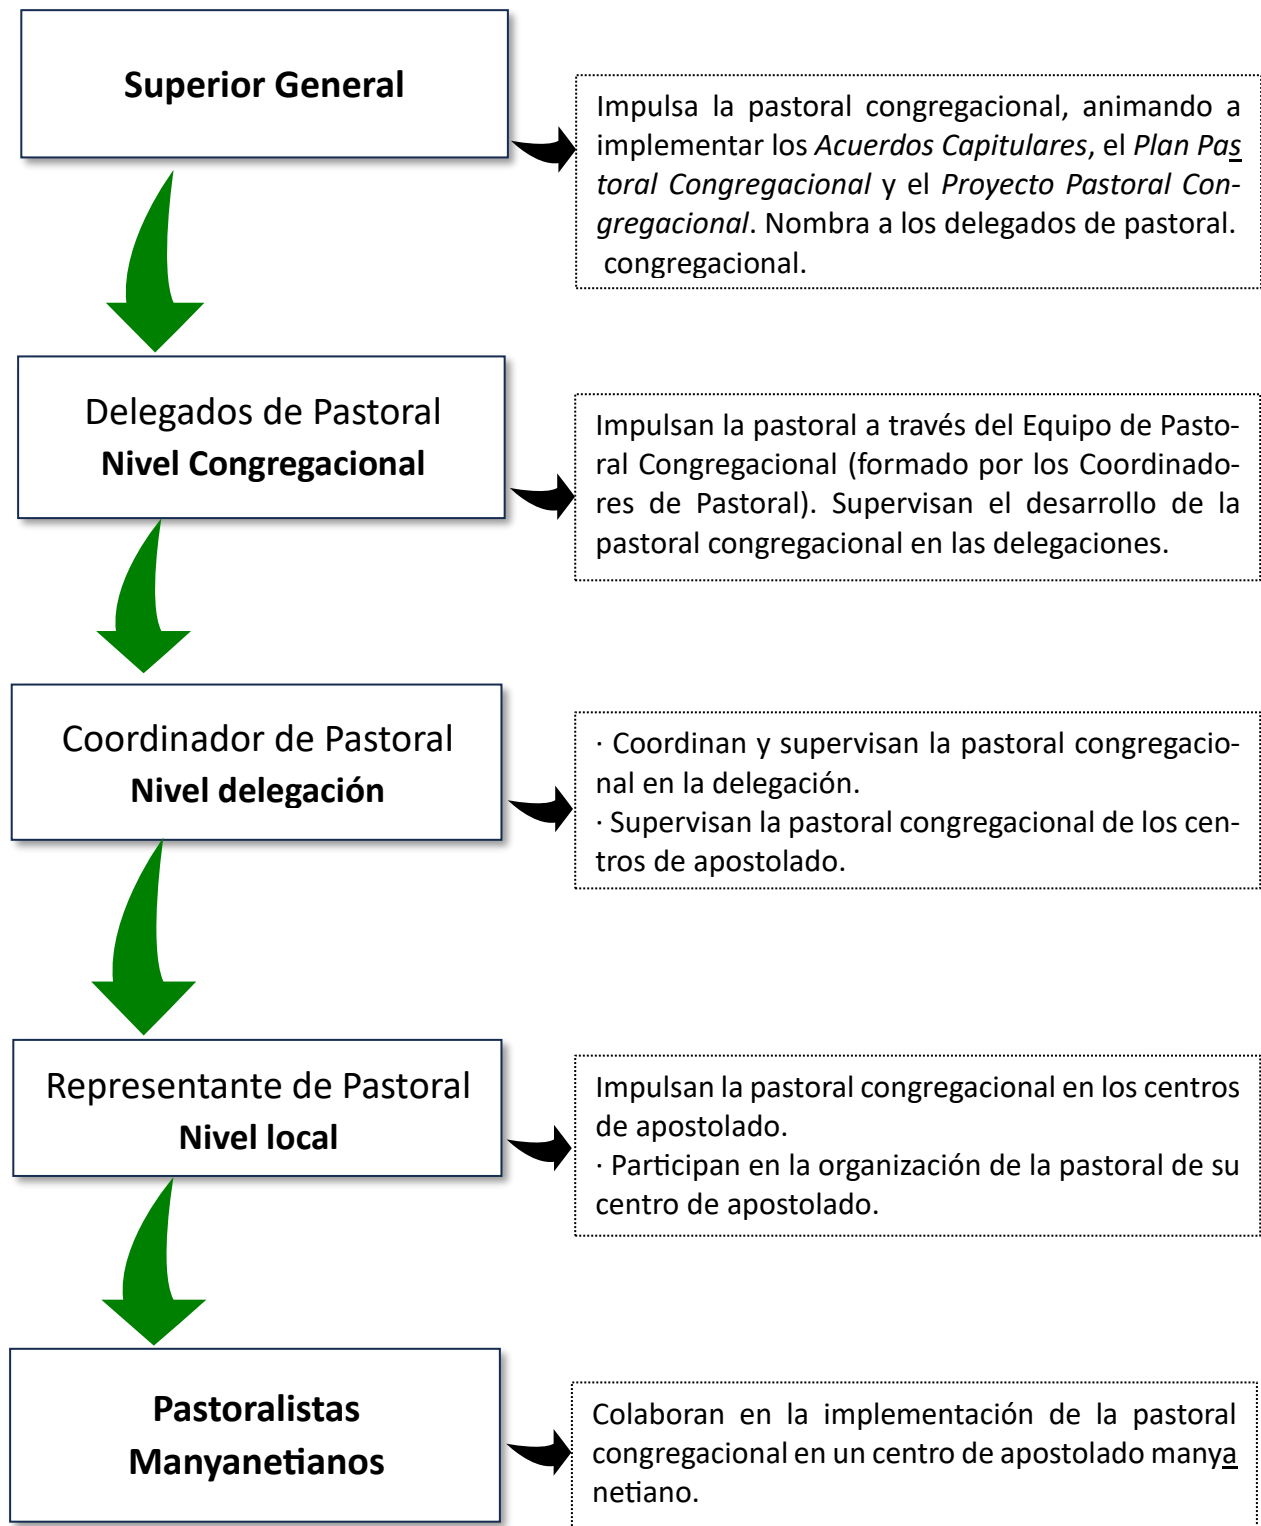 Superior General
Impulsa la pastoral congregacional, animando a
implementar los Acuerdos Capitulares, el Plan Pas
toral Congregacional y el Proyecto Pastoral Con-
gregacional. Nombra a los delegados de pastoral.
congregacional.
Delegados de Pastoral
Nivel Congregacional
Impulsan la pastoral a través del Equipo de Pasto-
ral Congregacional (formado por los Coordinado-
res de Pastoral). Supervisan el desarrollo de la
pastoral congregacional en las delegaciones.
Coordinador de Pastoral
Nivel delegación
· Coordinan y supervisan la pastoral congregacio-
nal en la delegación.
· Supervisan la pastoral congregacional de los cen-
tros de apostolado.
Representante de Pastoral
Nivel local
Impulsan la pastoral congregacional en los centros
de apostolado.
· Participan en la organización de la pastoral de su
centro de apostolado.
Pastoralistas
Manyanetianos
Colaboran en la implementación de la pastoral
congregacional en un centro de apostolado manya
netiano.